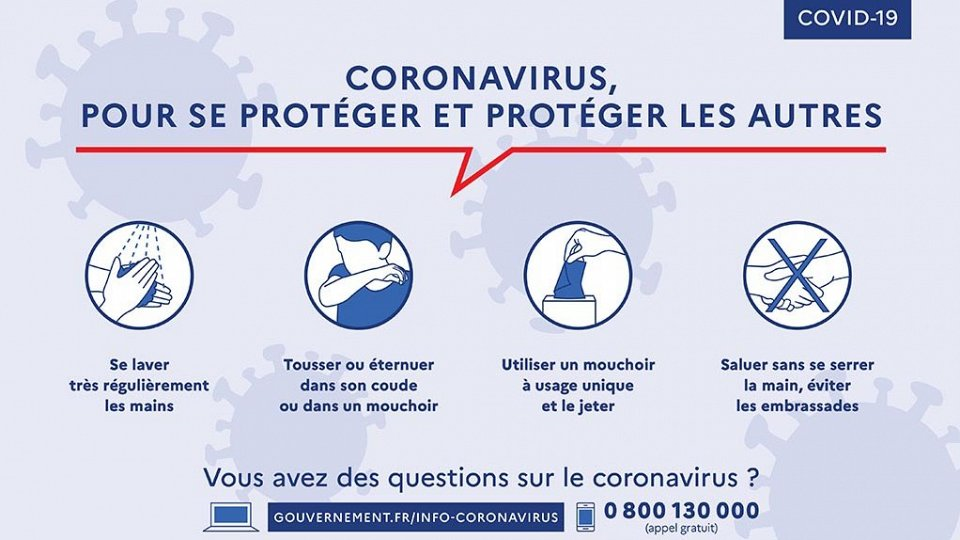 COVID-19
CORONAVIRUS,
POUR SE PROTÉGER ET PROTÉGER LES AUTRES
Se laver
très régulièrement
les mains
Tousser ou éternuer
dans son coude
ou dans un mouchoir
Utiliser un mouchoir
à usage unique
et le jeter
Saluer sans se serrer
la main, éviter
les embrassades
Vous avez des questions sur le coronavirus ?
GOUVERNEMENT.FR/INFO-CORONAVIRUS
0 800 130 000
(appel gratuit)